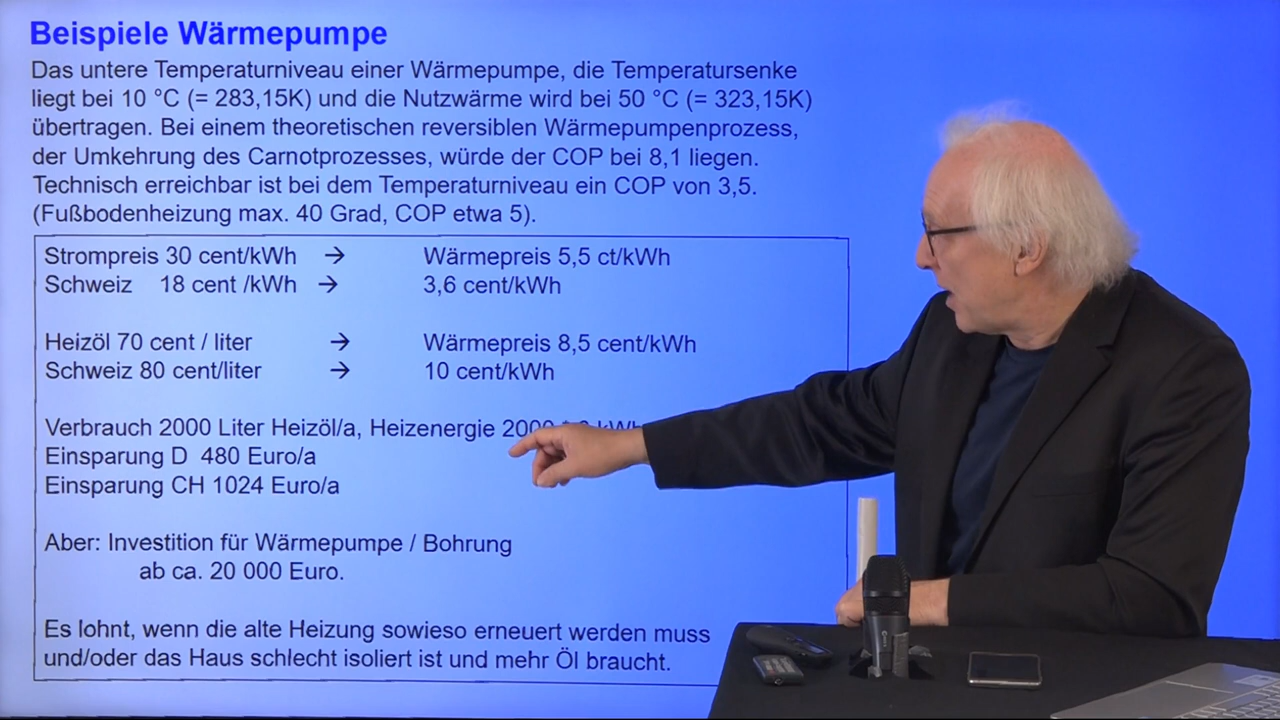 Beispiele Wärmepumpe
Das untere Temperaturniveau einer Wärmepumpe, die Temperatursenke
liegt bei 10 °C (= 283,15K) und die Nutzwärme wird bei 50 °C (= 323,15K)
übertragen. Bei einem theoretischen reversiblen Wärmepumpenprozess,
der Umkehrung des Carnotprozesses, würde der COP bei 8,1 liegen.
Technisch erreichbar ist bei dem Temperaturniveau ein COP von 3,5.
(Fußbodenheizung max. 40 Grad, COP etwa 5).
Strompreis 30 cent/kWh → Wärmepreis 5,5 ct/kWh
Schweiz 18 cent /kWh → 3,6 cent/kWh
Heizöl 70 cent / liter → Wärmepreis 8,5 cent/kWh
Schweiz 80 cent/liter → 10 cent/kWh
Verbrauch 2000 Liter Heizöl/a, Heizenergie
Einsparung D 480 Euro/a
Einsparung CH 1024 Euro/a
Aber: Investition für Wärmepumpe / Bohrung
ab ca. 20 000 Euro.
Es lohnt, wenn die alte Heizung sowieso erneuert werden muss
und/oder das Haus schlecht isoliert ist und mehr Öl braucht.